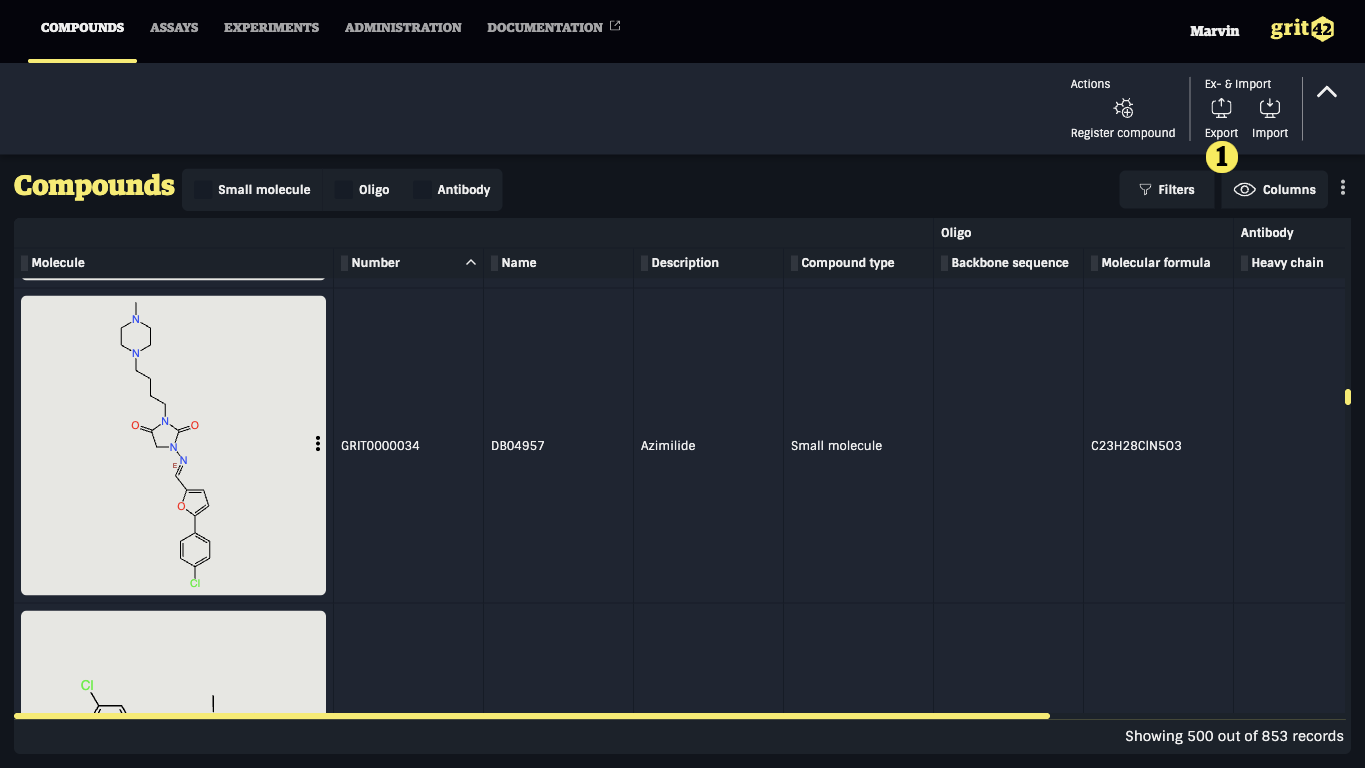 COMPOUNDS ASSAYS EXPERIMENTS ADMINISTRATION DOCUMENTATION
Marvin grit42
Actions
Register compound
Ex- & Import
Export Import
1
Compounds
Small molecule Oligo Antibody
Filters Columns
Oligo Antibody
Molecule Number Name Description Compound type Backbone sequence Molecular formula Heavy chain
N
N
N
O O
N
N
E
O
Cl
GRIT0000034 DB04957 Azimilide Small molecule C23H28ClN5O3
Cl
Showing 500 out of 853 records